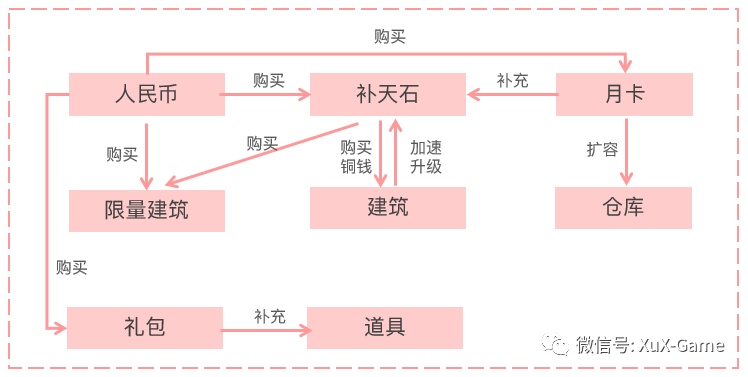 购买
人民币
购买
补天石
补充
月卡
购买
购买
购买
铜钱
加速
升级
扩容
限量建筑
建筑
仓库
购买
礼包
补充
道具
微信号: XuX-Game